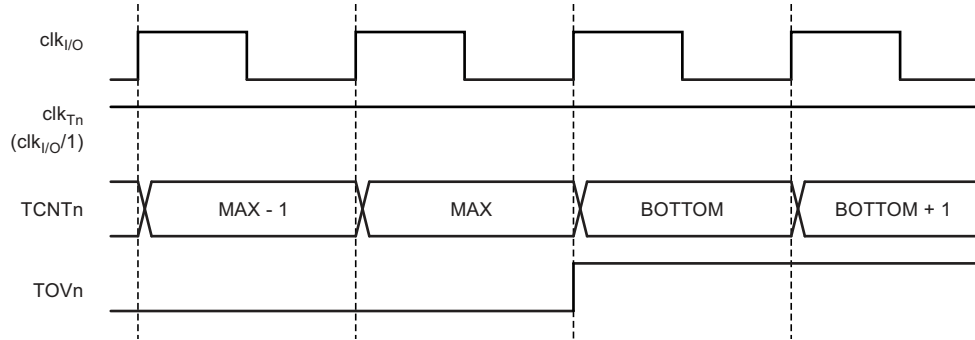 clkI/O
clkTn
(clkI/O/1)
TCNTn MAX - 1 MAX BOTTOM BOTTOM + 1
TOVn